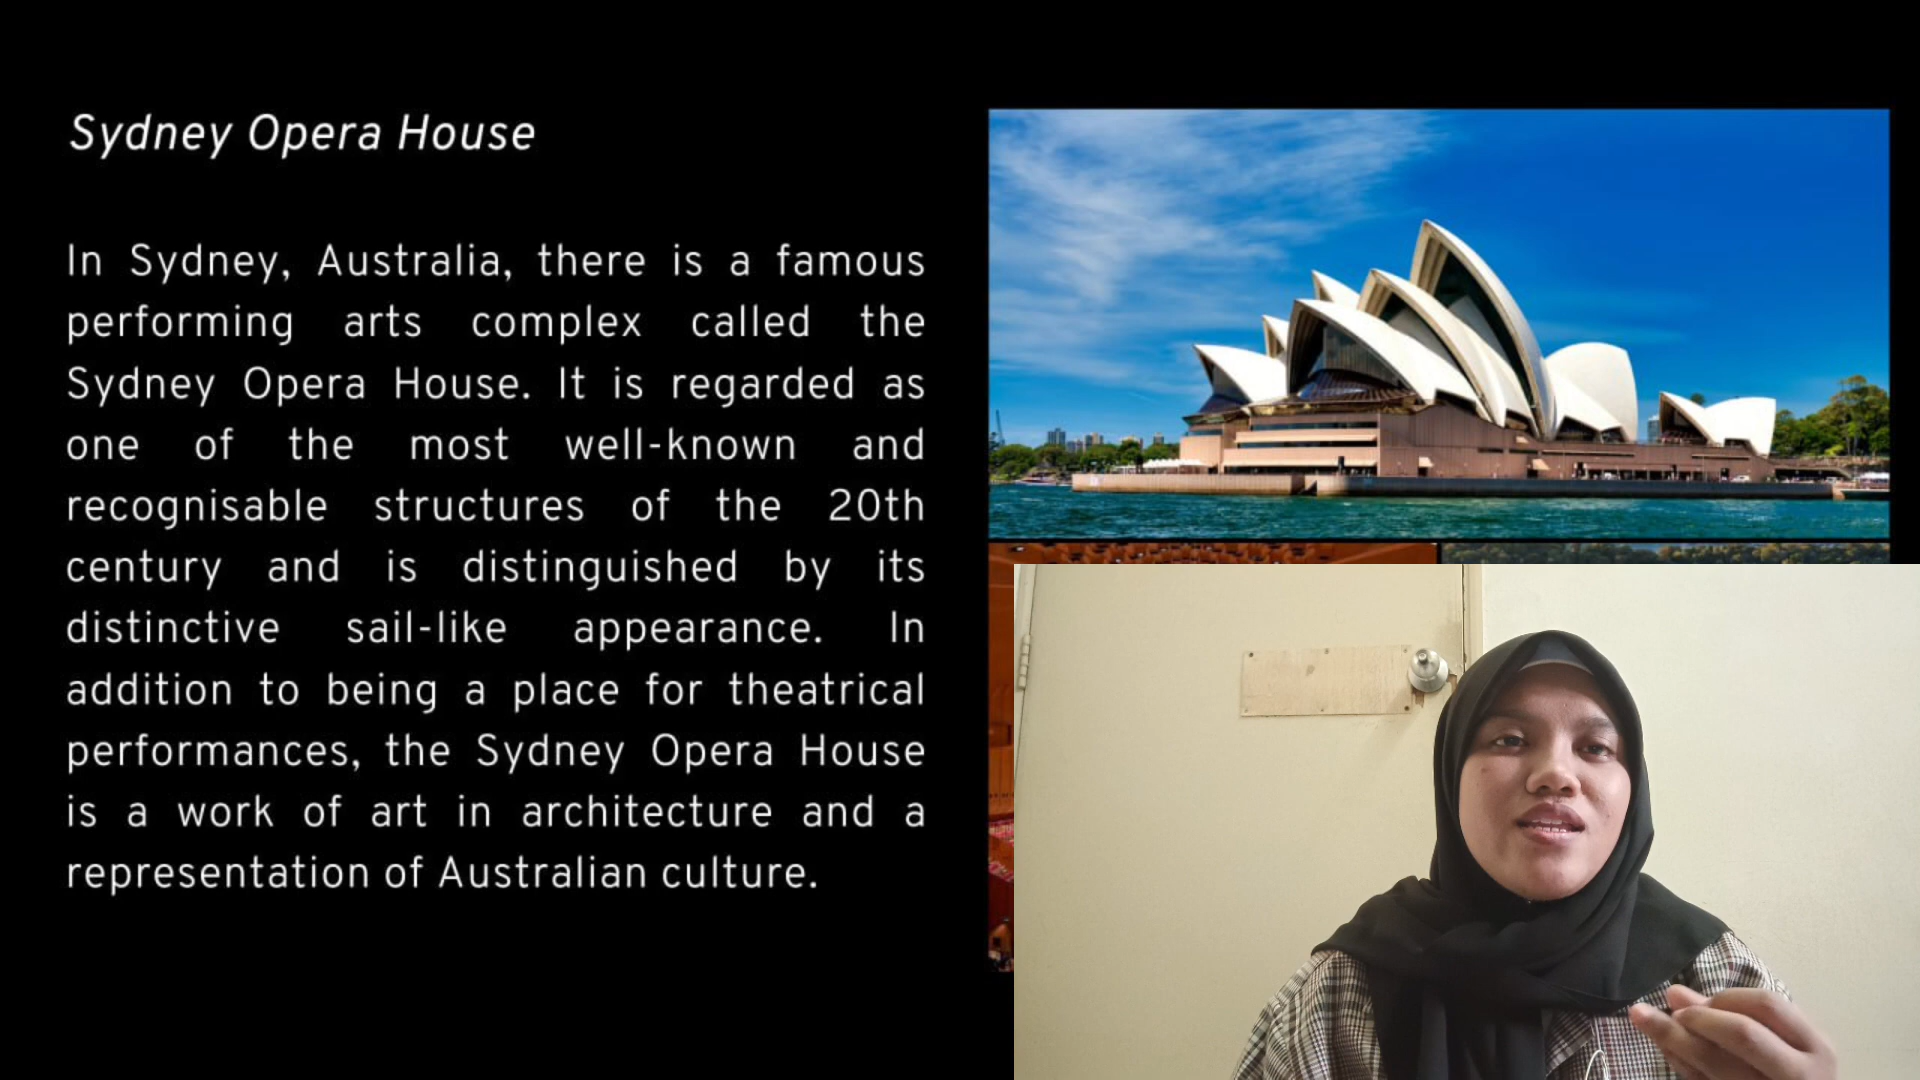 Sydney Opera House
In Sydney, Australia, there is a famous
performing arts complex called the
Sydney Opera House. It is regarded as
one of the most well-known and
recognisable structures of the 20th
century and is distinguished by its
distinctive sail-like appearance. In
addition to being a place for theatrical
performances, the Sydney Opera House
is a work of art in architecture and a
representation of Australian culture.